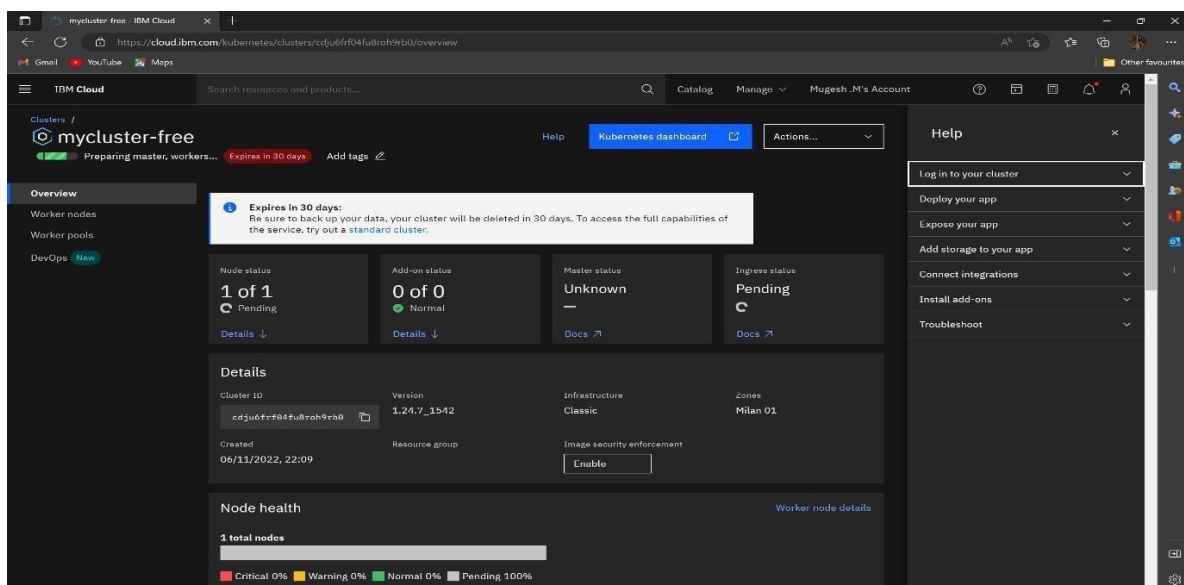 mycluster-free - IBM Cloud
https://cloud.ibm.com/kubernetes/clusters/cdju6frf04fu8roh9rb0/overview
Gmail YouTube Maps Other favourites
IBM Cloud Search resources and products... Catalog Manage Mugesh .M's Account
Clusters /
mycluster-free
Help Kubernetes dashboard Actions...
Preparing master, workers... Expires in 30 days Add tags
Overview
Worker nodes
Worker pools
DevOps New
Expires in 30 days:
Be sure to back up your data, your cluster will be deleted in 30 days. To access the full capabilities of
the service, try out a standard cluster.
Node status Add-on status Master status Ingress status
1 of 1 0 of 0 Unknown Pending
Pending Normal
Details Details Docs Docs
Details
Cluster ID Version Infrastructure Zones
cdju6frf04fu8roh9rb0 1.24.7_1542 Classic Milan 01
Created Resource group Image security enforcement
06/11/2022, 22:09 Enable
Node health Worker node details
1 total nodes
Critical 0% Warning 0% Normal 0% Pending 100%
Help
Log in to your cluster
Deploy your app
Expose your app
Add storage to your app
Connect integrations
Install add-ons
Troubleshoot